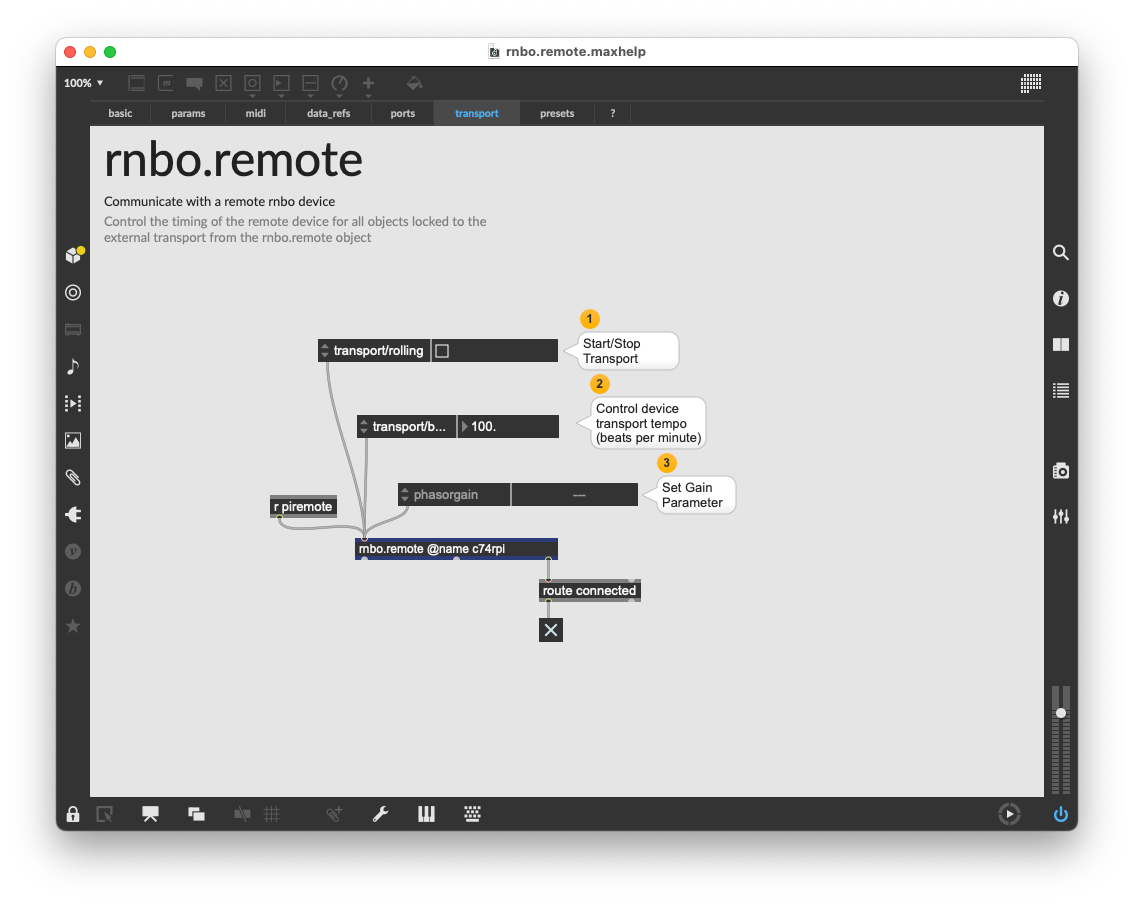 rnbo.remote.maxhelp
100%
basic params midi data_refs ports transport presets ?
rnbo.remote
Communicate with a remote rnbo device
Control the timing of the remote device for all objects locked to the
external transport from the rnbo.remote object
1
transport/rolling
Start/Stop
Transport
2
transport/b... 100.
Control device
transport tempo
(beats per minute)
3
phasorgain ---
Set Gain
Parameter
r piremote
rnbo.remote @name c74rpi
route connected